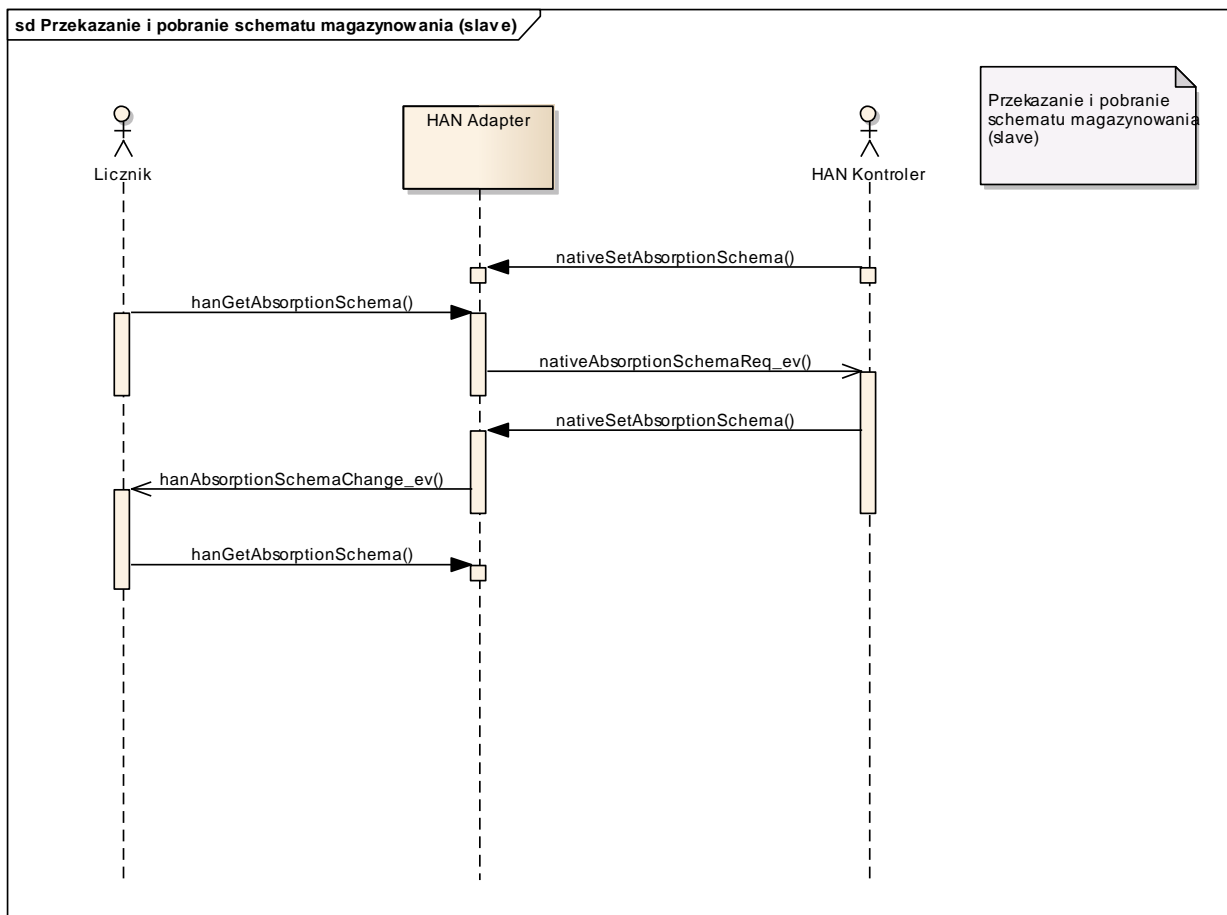 sd Przekazanie i pobranie schematu magazynowania (slave)
Przekazanie i pobranie
schematu magazynowania
(slave)
Licznik
HAN Adapter
HAN Kontroler
nativeSetAbsorptionSchema()
hanGetAbsorptionSchema()
nativeAbsorptionSchemaReq_ev()
nativeSetAbsorptionSchema()
hanAbsorptionSchemaChange_ev()
hanGetAbsorptionSchema()